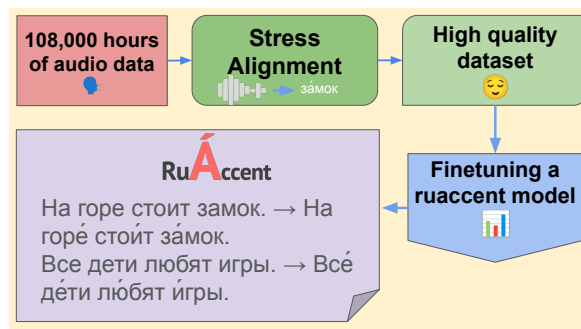 108,000 hours
of audio data
Stress
Alignment
за́мок
High quality
dataset
Finetuning a
ruaccent model
RuÁccent
На горе стоит замок. → На
горе́ стои́т за́мок.
Все дети любят игры. → Все́
де́ти лю́бят и́гры.